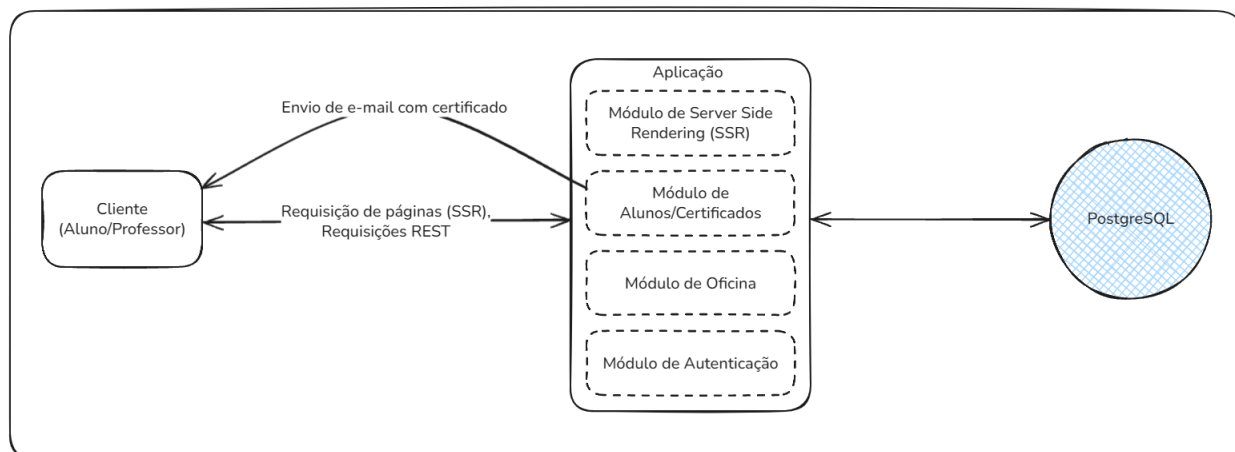 Aplicação
Módulo de Server Side
Rendering (SSR)
Envio de e-mail com certificado
Módulo de
Alunos/Certificados
Cliente
(Aluno/Professor)
Requisição de páginas (SSR),
Requisições REST
PostgreSQL
Módulo de Oficina
Módulo de Autenticação